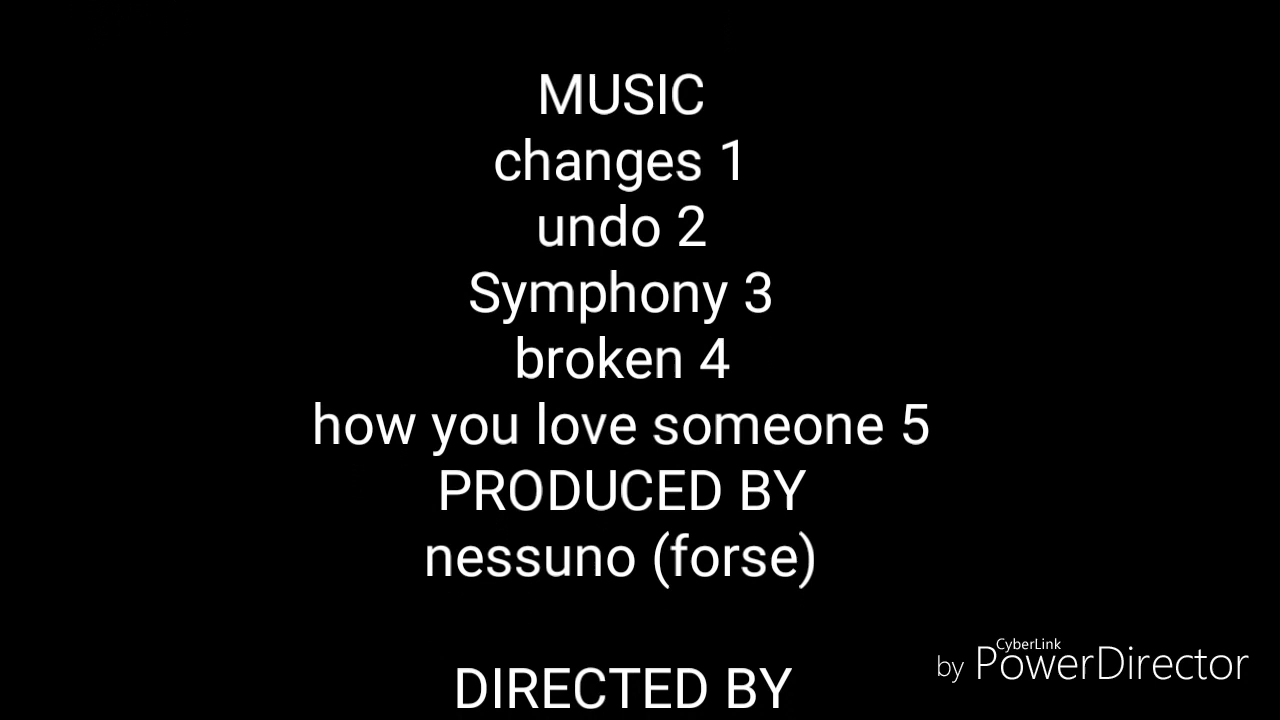 MUSIC
changes 1
undo 2
Symphony 3
broken 4
how you love someone 5
PRODUCED BY
nessuno (forse)
DIRECTED BY
CyberLink
by PowerDirector